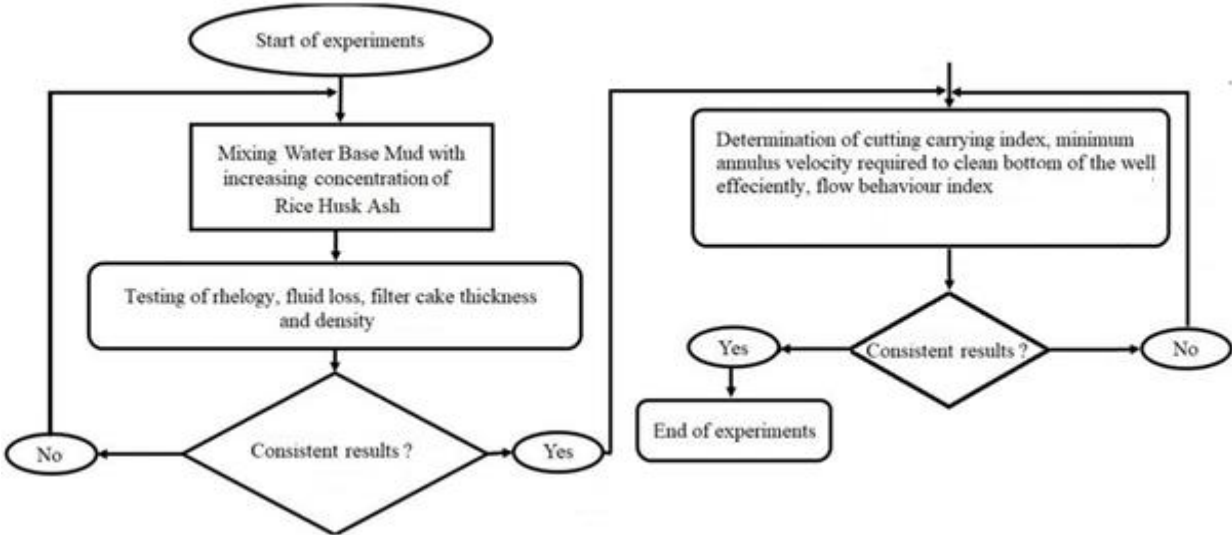 Start of experiments
Mixing Water Base Mud with
increasing concentration of
Rice Husk Ash
Testing of rhelogy, fluid loss, filter cake thickness
and density
Consistent results ?
No
Yes
Determination of cutting carrying index, minimum
annulus velocity required to clean bottom of the well
effeciently, flow behaviour index
Consistent results ?
Yes
No
End of experiments